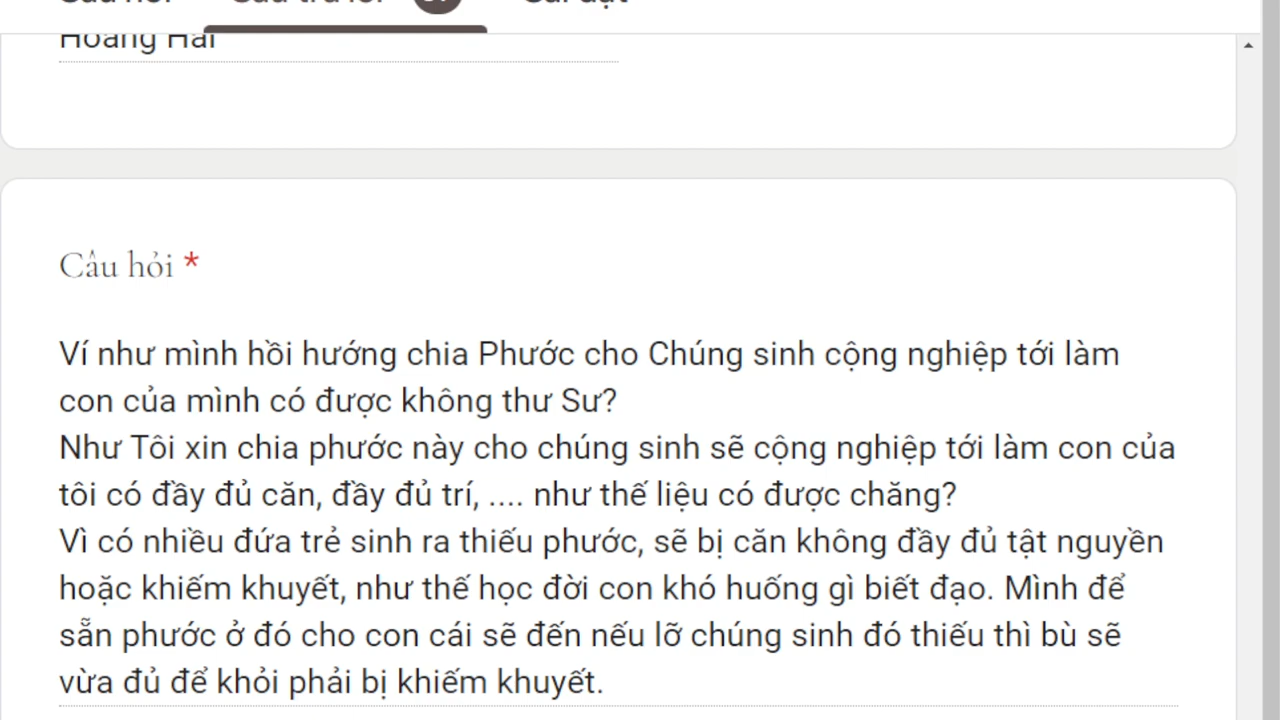 Hoàng Hải
Câu hỏi *
Ví như mình hồi hướng chia Phước cho Chúng sinh cộng nghiệp tới làm
con của mình có được không thư Sư?
Như Tôi xin chia phước này cho chúng sinh sẽ cộng nghiệp tới làm con của
tôi có đầy đủ căn, đầy đủ trí, .... như thế liệu có được chăng?
Vì có nhiều đứa trẻ sinh ra thiếu phước, sẽ bị căn không đầy đủ tật nguyền
hoặc khiếm khuyết, như thế học đời con khó huống gì biết đạo. Mình để
sẵn phước ở đó cho con cái sẽ đến nếu lỡ chúng sinh đó thiếu thì bù sẽ
vừa đủ để khỏi phải bị khiếm khuyết.